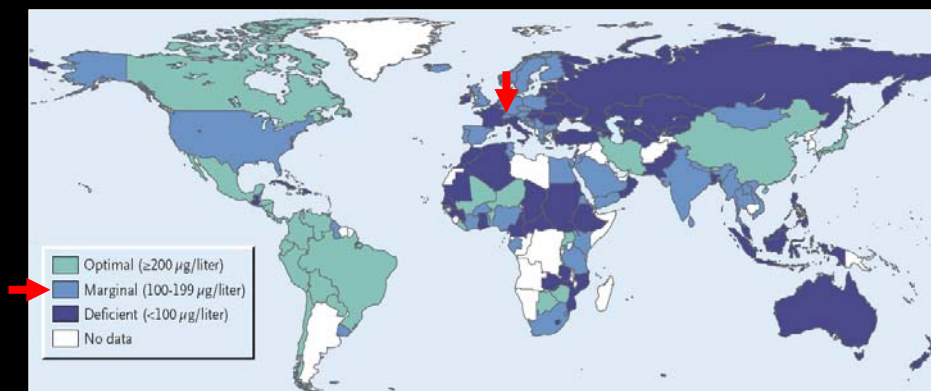 Optimal (≥200 µg/liter)
Marginal (100-199 µg/liter)
Deficient (<100 µg/liter)
No data